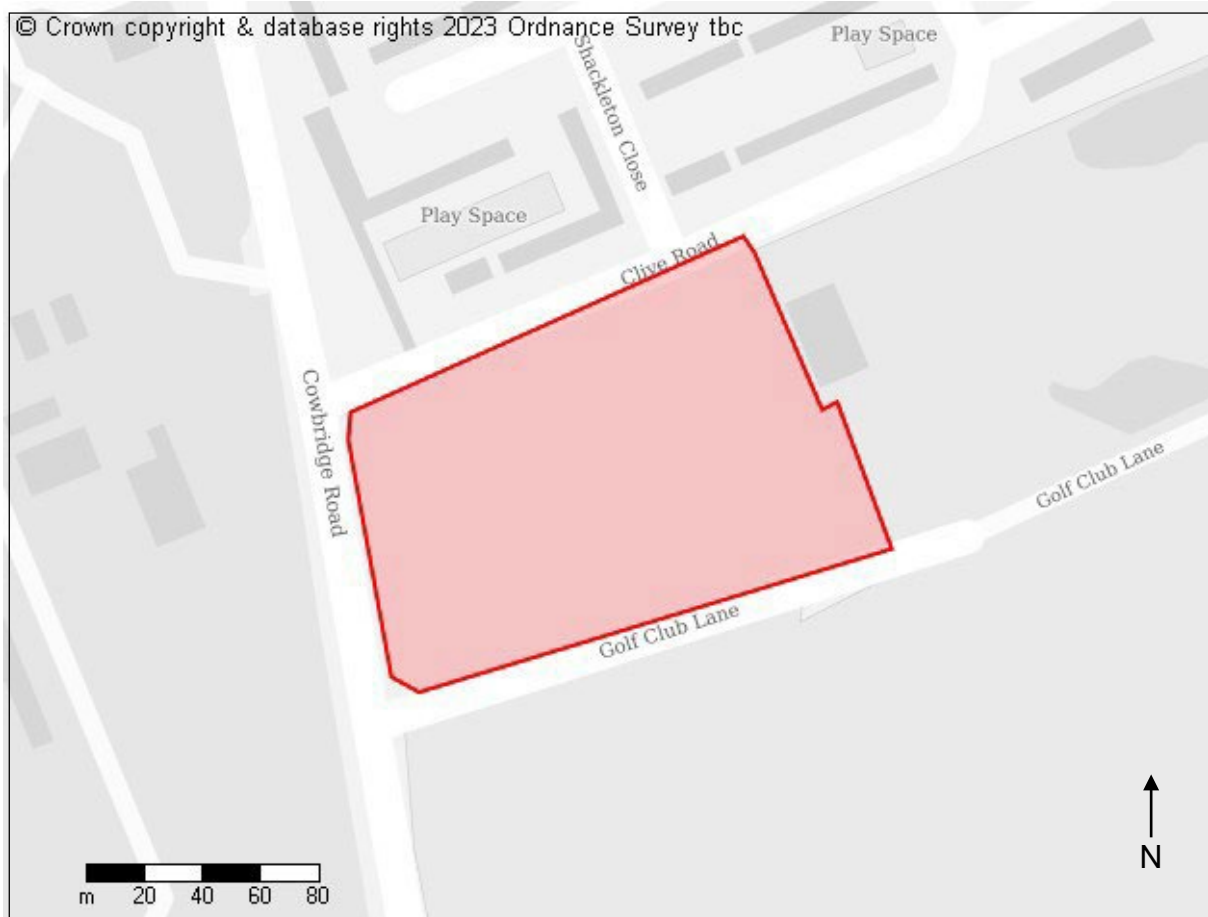 © Crown copyright & database rights 2023 Ordnance Survey tbc
Play Space
Shackleton Close
Play Space
Clive Road
Cowbridge Road
Golf Club Lane
Golf Club Lane
N
m 20 40 60 80